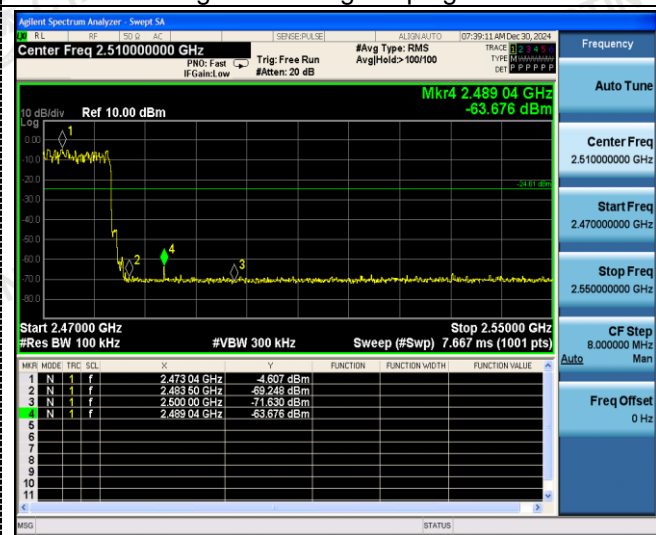 Agilent Spectrum Analyzer - Swept SA
RL RF 50 Ω AC SENSE:PULSE ALIGN AUTO 07:39:11 AM Dec 30, 2024
Center Freq 2.510000000 GHz #Avg Type: RMS TRACE 1 2 3 4 5 6
PNO: Fast Trig: Free Run Avg|Hold:> 100/100 TYPE M
IFGain:Low #Atten: 20 dB DET P P P P P P
Mkr4 2.489 04 GHz
10 dB/div Ref 10.00 dBm -63.676 dBm
Log
0.00
-10.0
-20.0
-24.61 dBm
-30.0
-40.0
-50.0
-60.0
-70.0
-80.0
1
2
4
3
Start 2.47000 GHz Stop 2.55000 GHz
#Res BW 100 kHz #VBW 300 kHz Sweep (#Swp) 7.667 ms (1001 pts)
MKR MODE TRC SCL X Y FUNCTION FUNCTION WIDTH FUNCTION VALUE
1 N 1 f 2.473 04 GHz -4.607 dBm
2 N 1 f 2.483 50 GHz -69.248 dBm
3 N 1 f 2.500 00 GHz -71.630 dBm
4 N 1 f 2.489 04 GHz -63.676 dBm
5
6
7
8
9
10
11
MSG STATUS
Frequency
Auto Tune
Center Freq
2.510000000 GHz
Start Freq
2.470000000 GHz
Stop Freq
2.550000000 GHz
CF Step
8.000000 MHz
Auto Man
Freq Offset
0 Hz